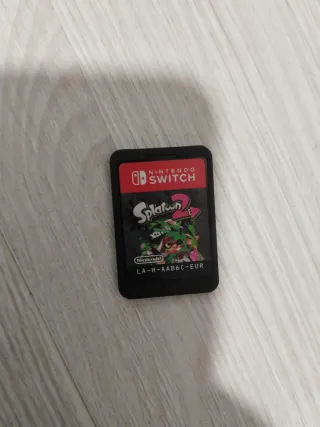 NINTENDO
SWITCH
Splatoon 2
Nintendo
LA-H-AAB6C-EUR